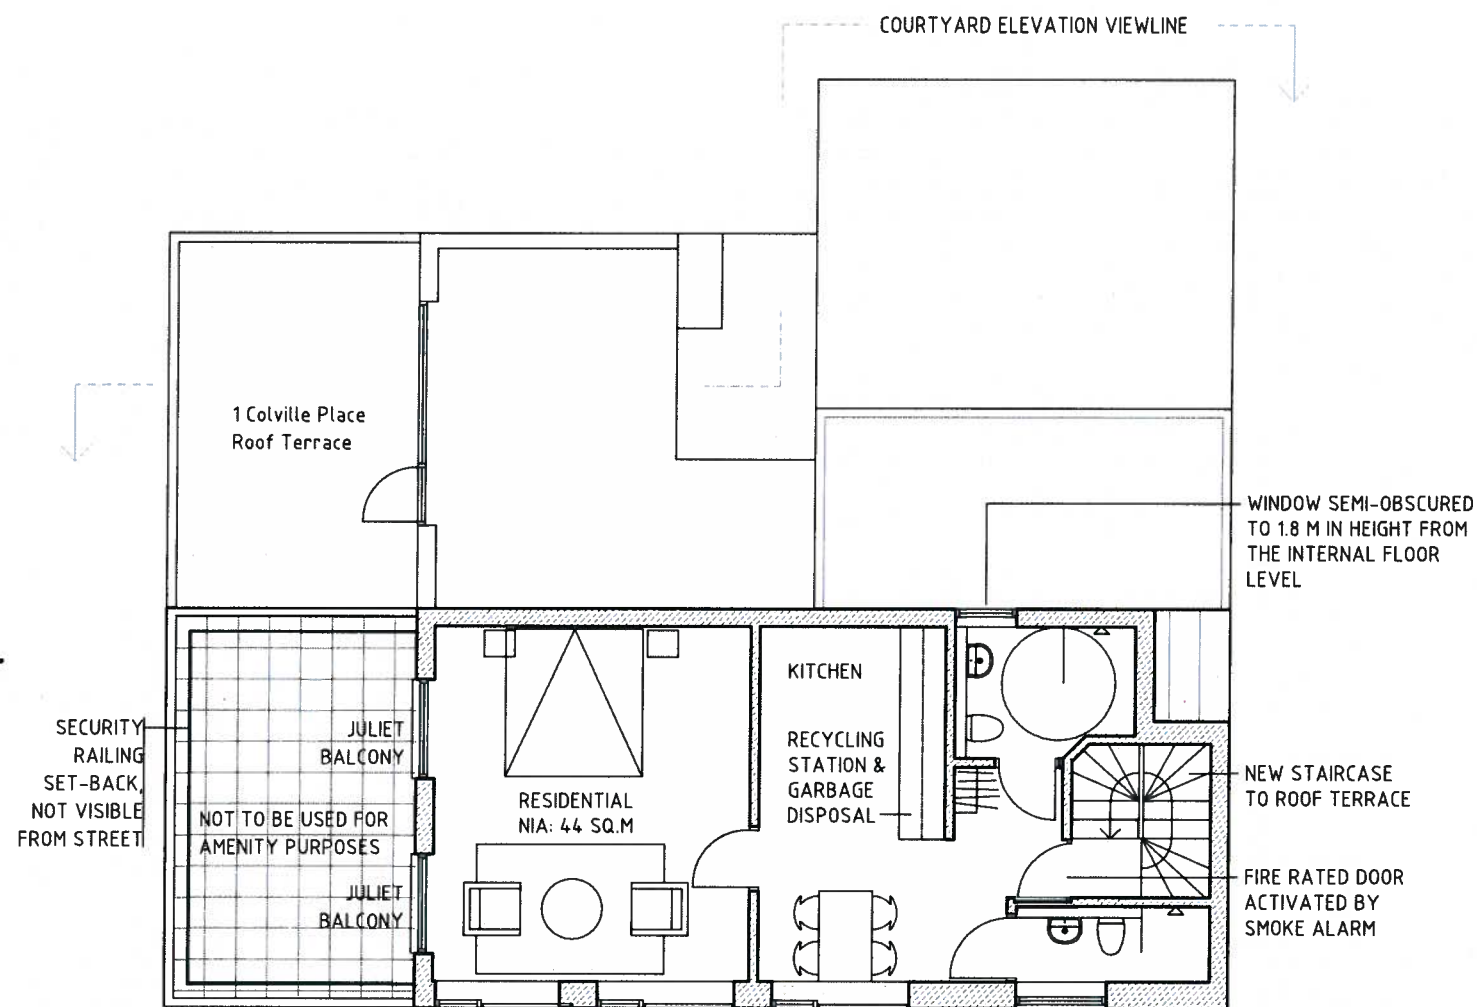 COURTYARD ELEVATION VIEWLINE
1 Colville Place
Roof Terrace
WINDOW SEMI-OBSCURED
TO 1.8 M IN HEIGHT FROM
THE INTERNAL FLOOR
LEVEL
SECURITY
RAILING
SET-BACK,
NOT VISIBLE
FROM STREET
JULIET
BALCONY
NOT TO BE USED FOR
AMENITY PURPOSES
JULIET
BALCONY
RESIDENTIAL
NIA: 44 SQ.M
KITCHEN
RECYCLING
STATION &
GARBAGE
DISPOSAL
NEW STAIRCASE
TO ROOF TERRACE
FIRE RATED DOOR
ACTIVATED BY
SMOKE ALARM